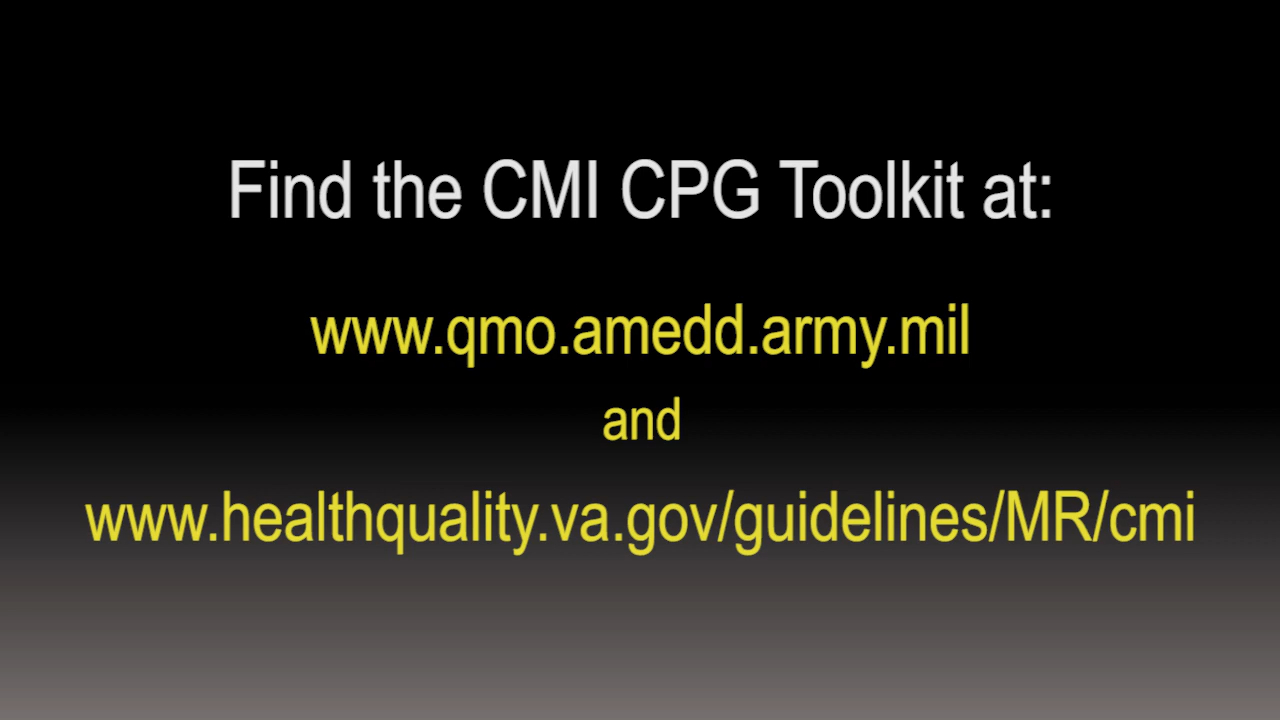 Find the CMI CPG Toolkit at:
www.qmo.amedd.army.mil
and
www.healthquality.va.gov/guidelines/MR/cmi